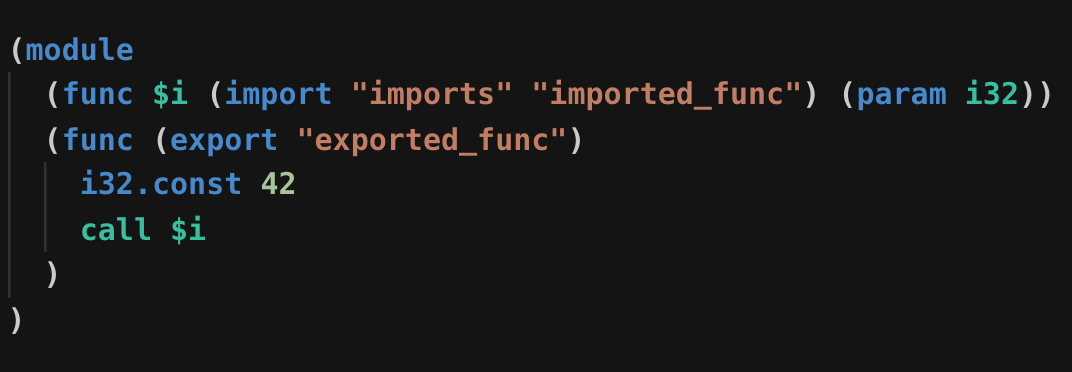 (module
  (func $i (import "imports" "imported_func") (param i32))
  (func (export "exported_func")
    i32.const 42
    call $i
  )
)